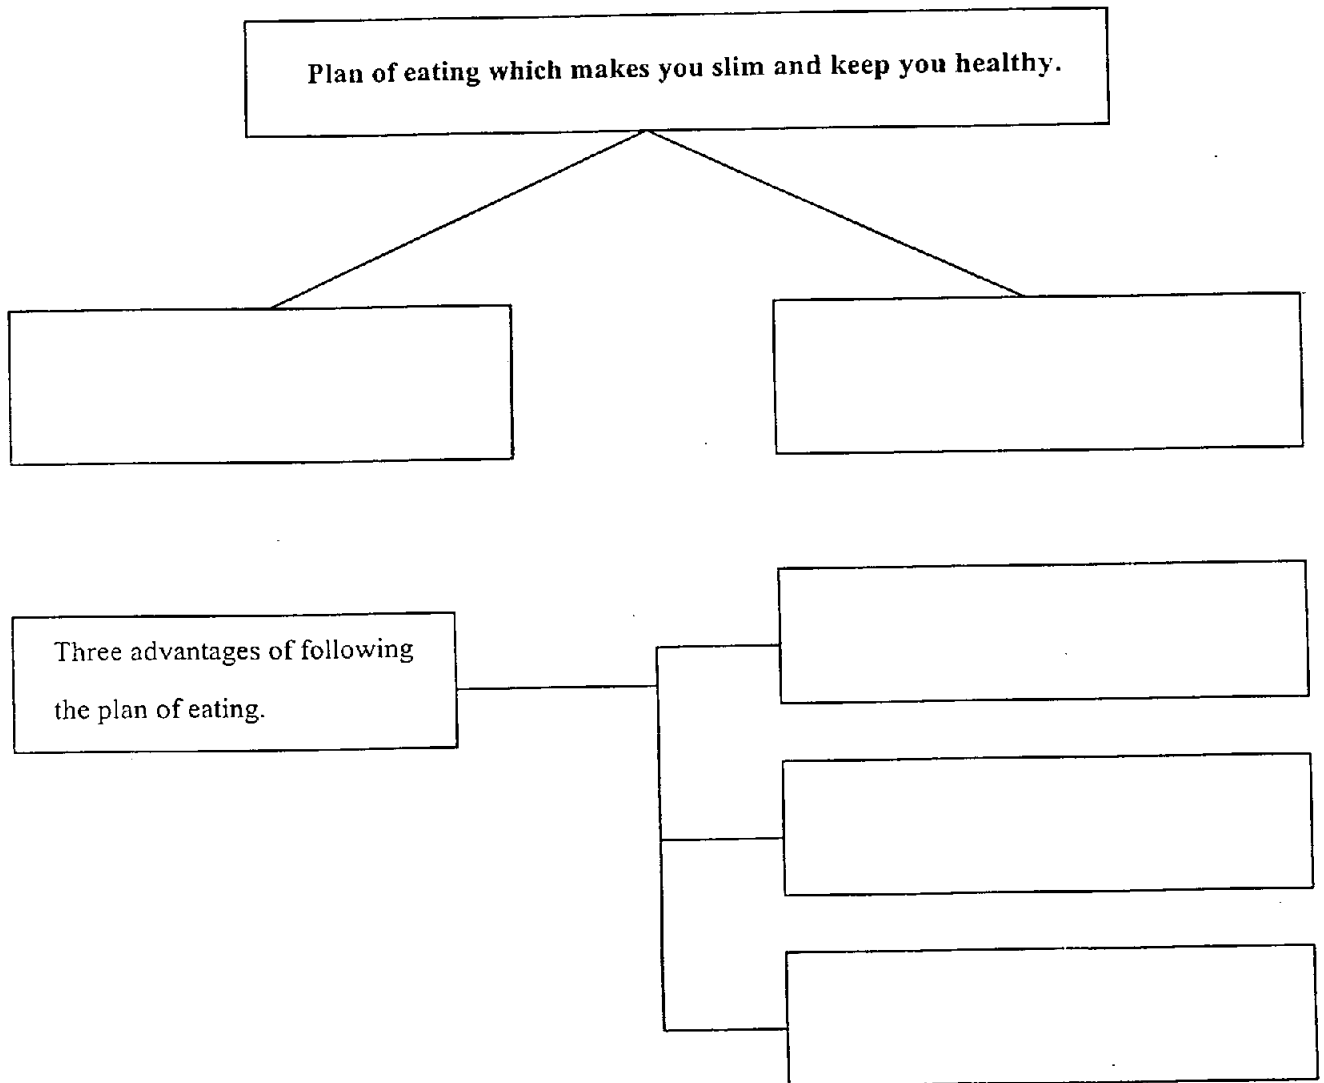 Plan of eating which makes you slim and keep you healthy.
Three advantages of following
the plan of eating.